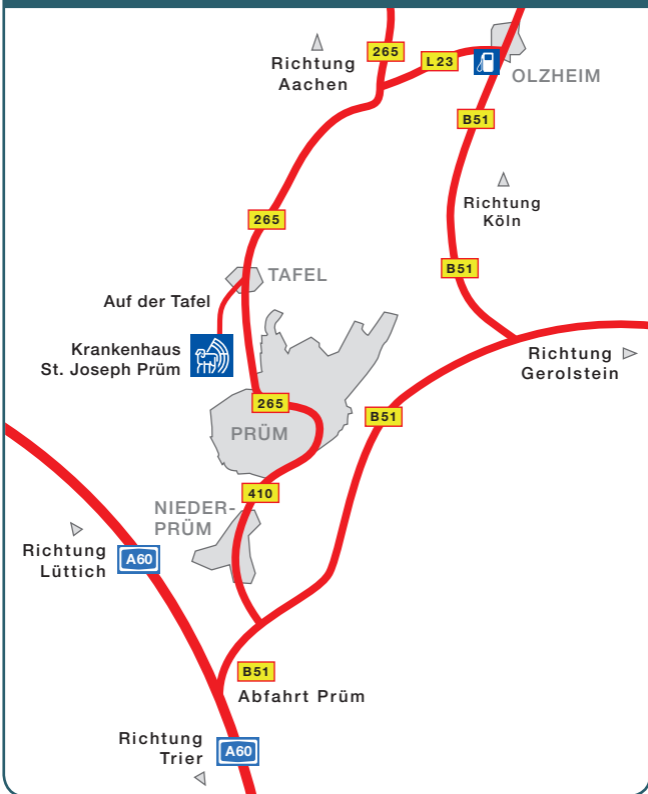 265
L23
Richtung
Aachen
OLZHEIM
B51
Richtung
Köln
265
B51
TAFEL
Auf der Tafel
Krankenhaus
St. Joseph Prüm
Richtung
Gerolstein
265
B51
PRÜM
410
NIEDER-
PRÜM
Richtung
Lüttich
A60
B51
Abfahrt Prüm
Richtung
Trier
A60